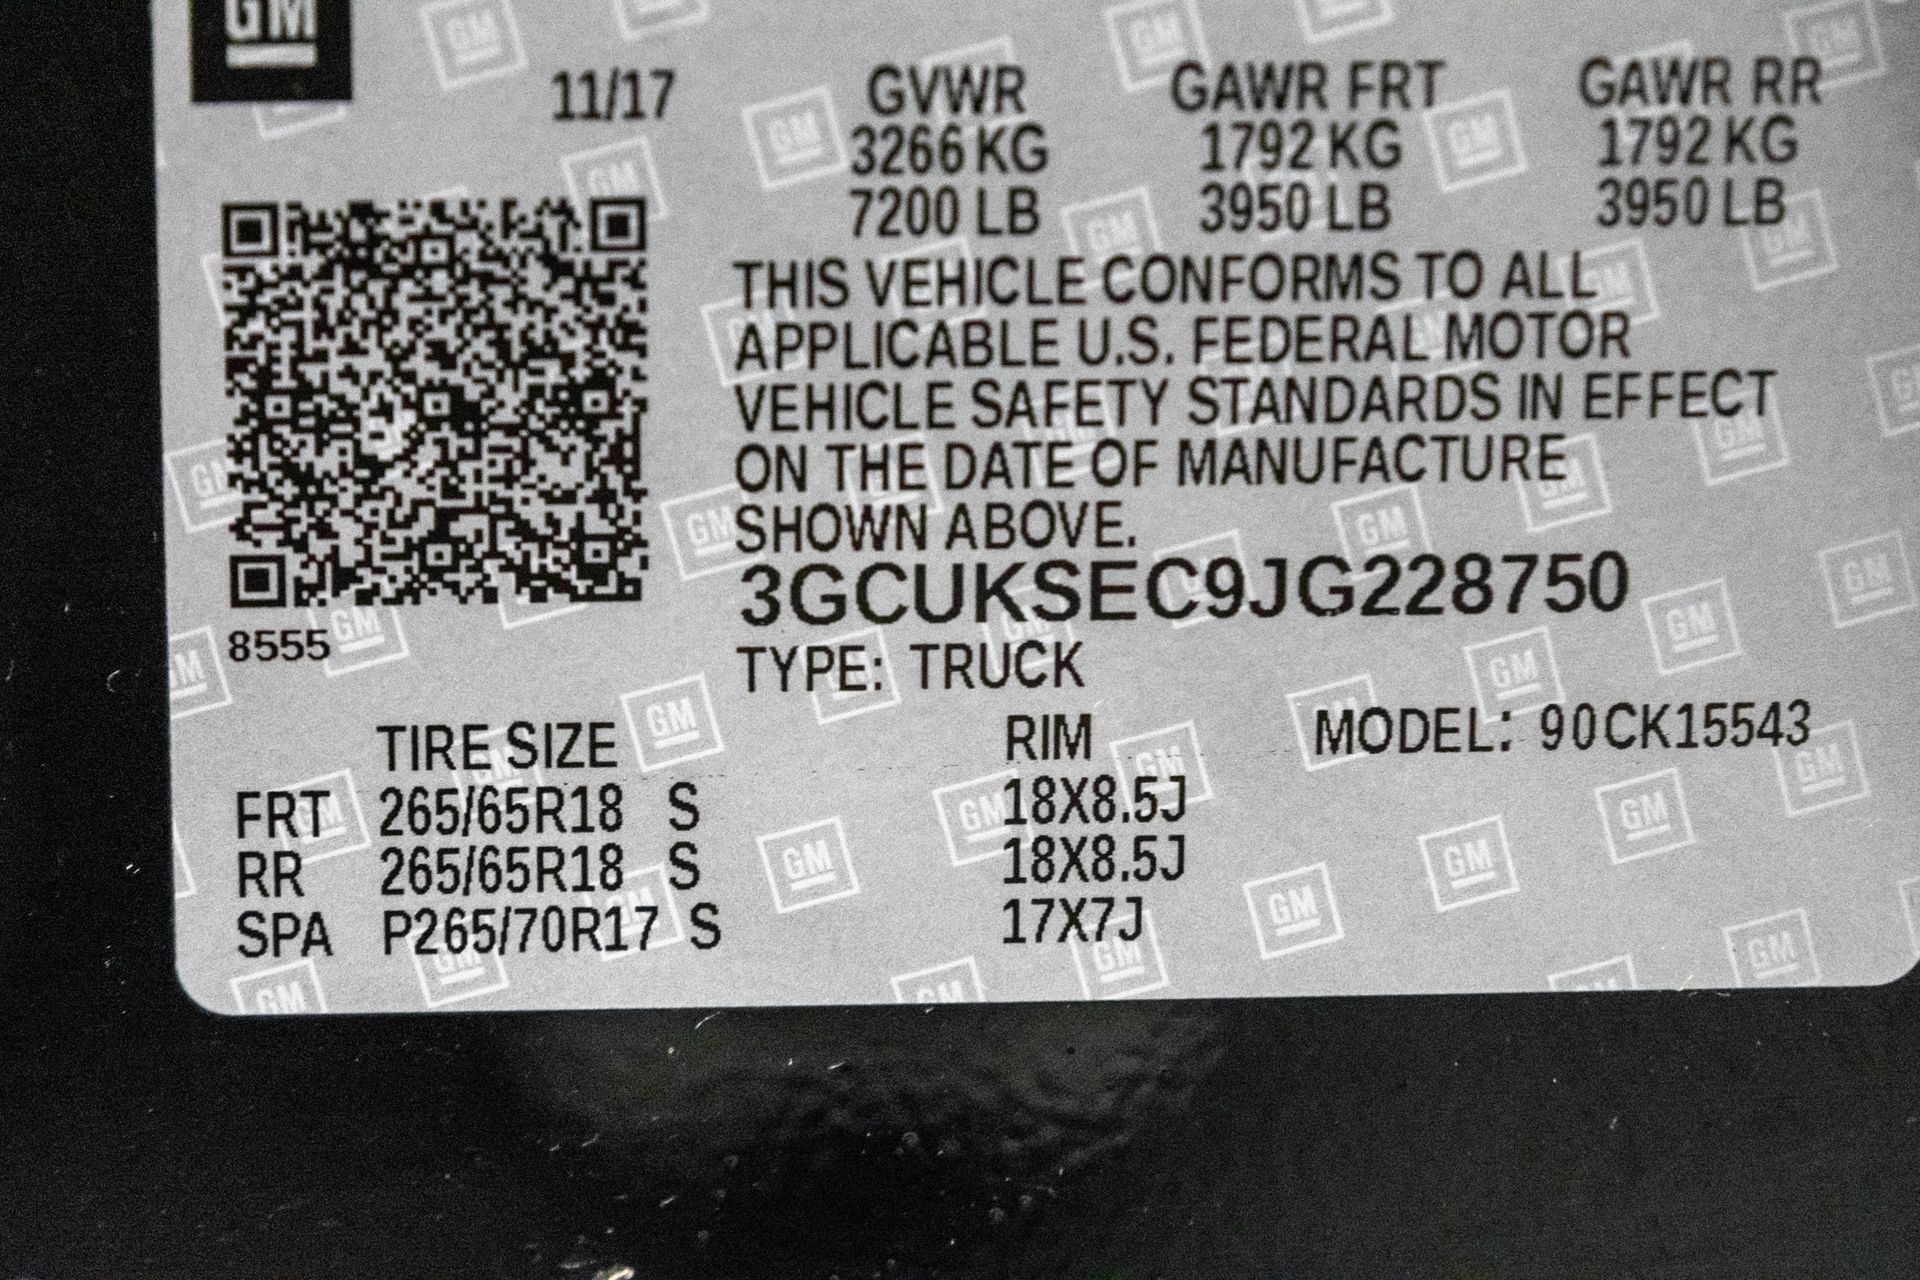 GM
11/17 GVWR GAWR FRT GAWR RR
3266 KG 1792 KG 1792 KG
7200 LB 3950 LB 3950 LB
THIS VEHICLE CONFORMS TO ALL
APPLICABLE U.S. FEDERAL MOTOR
VEHICLE SAFETY STANDARDS IN EFFECT
ON THE DATE OF MANUFACTURE
SHOWN ABOVE.
3GCUKSEC9JG228750
8555
TYPE: TRUCK
TIRE SIZE RIM MODEL: 90CK15543
FRT 265/65R18 S 18X8.5J
RR 265/65R18 S 18X8.5J
SPA P265/70R17 S 17X7J